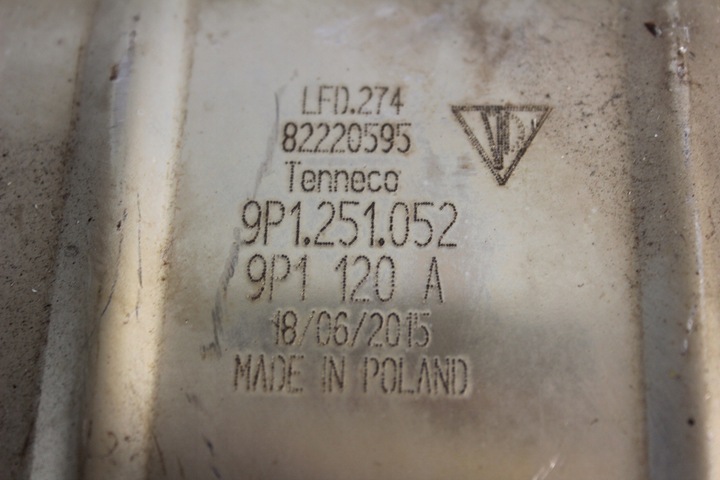 LFD.274
82220595
Tenneco
9P1.251.052
9P1 120 A
18/06/2015
MADE IN POLAND